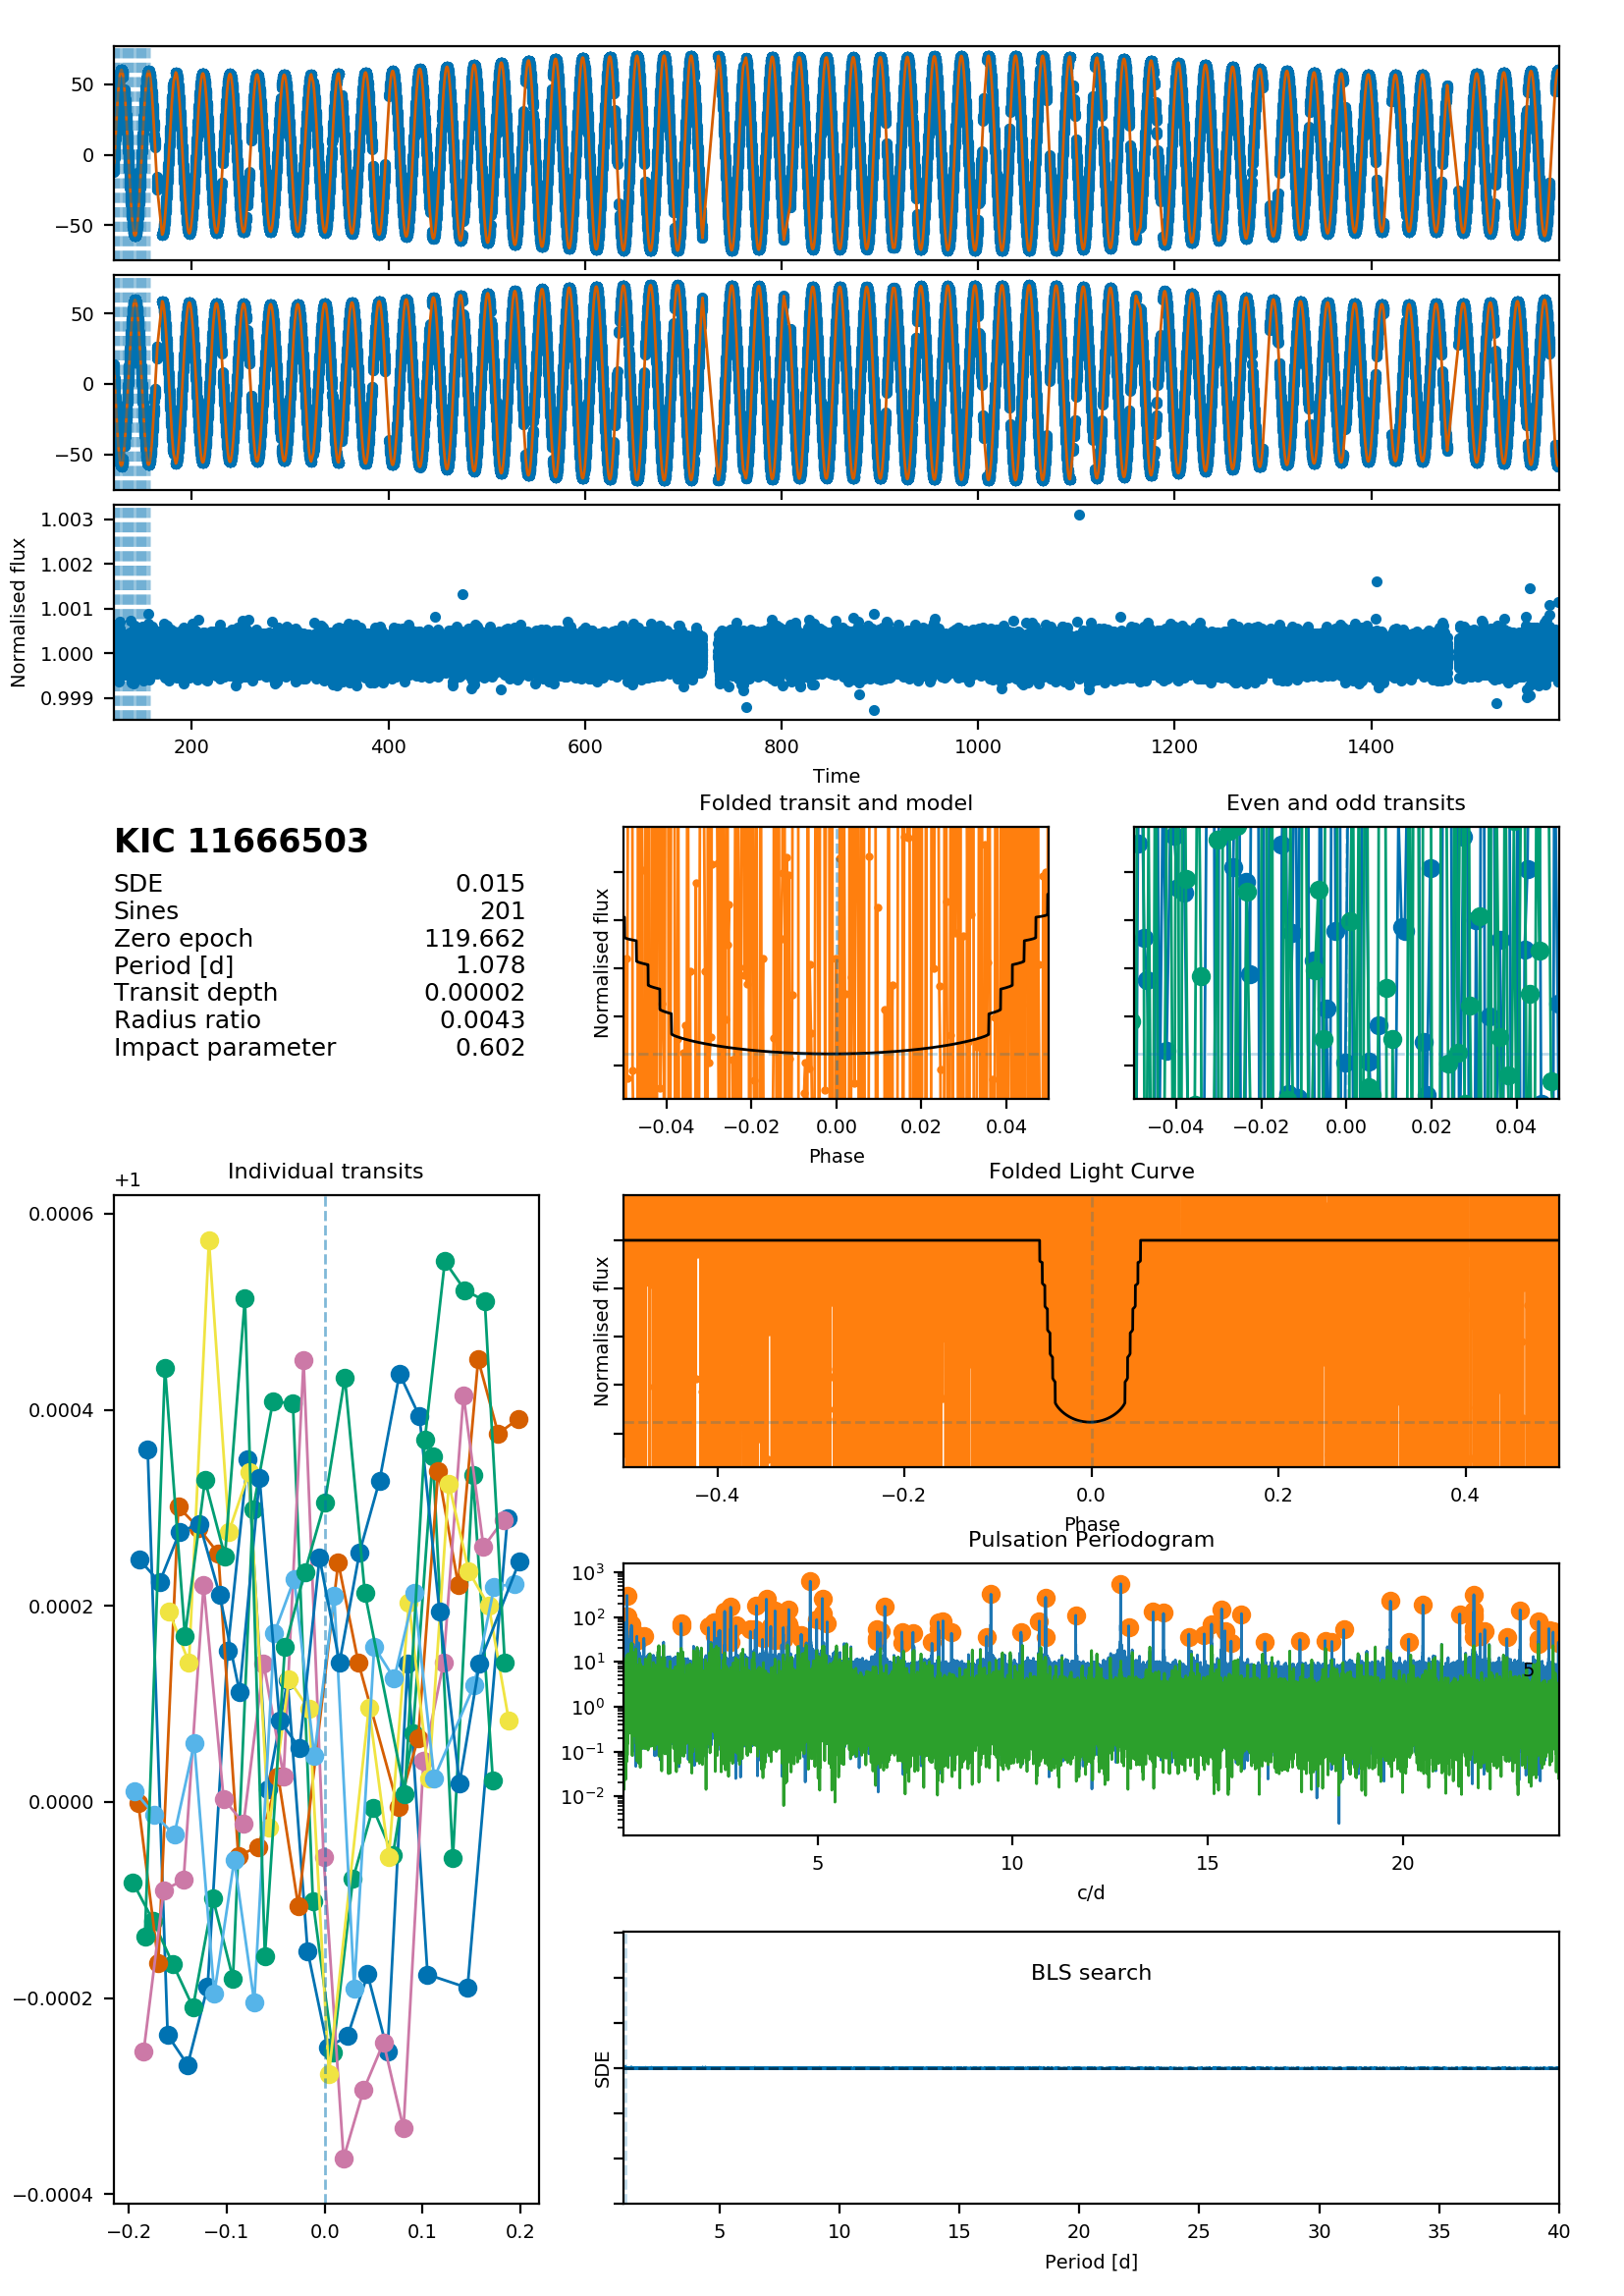 50
0
−50
50
0
−50
1.003
1.002
1.001
1.000
0.999
Normalised flux
200 400 600 800 1000 1200 1400
Time
KIC 11666503
SDE 0.015
Sines 201
Zero epoch 119.662
Period [d] 1.078
Transit depth 0.00002
Radius ratio 0.0043
Impact parameter 0.602
Folded transit and model
Normalised flux
−0.04 −0.02 0.00 0.02 0.04
Phase
Even and odd transits
−0.04 −0.02 0.00 0.02 0.04
Individual transits
+1
0.0006
0.0004
0.0002
0.0000
−0.0002
−0.0004
−0.2 −0.1 0.0 0.1 0.2
Folded Light Curve
Normalised flux
−0.4 −0.2 0.0 0.2 0.4
Phase
Pulsation Periodogram
10³
10²
10¹
10⁰
10⁻¹
10⁻²
5
5 10 15 20
c/d
BLS search
SDE
5 10 15 20 25 30 35 40
Period [d]